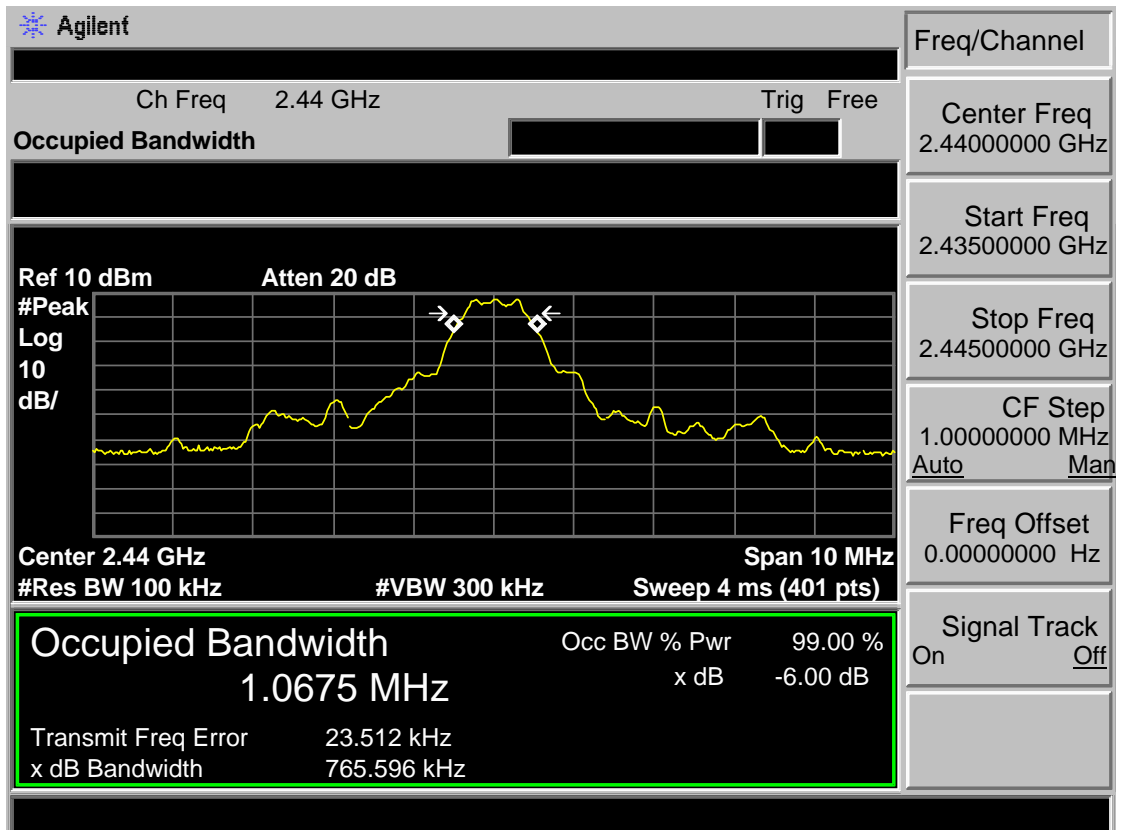 Agilent
Ch Freq 2.44 GHz Trig Free
Occupied Bandwidth
Ref 10 dBm Atten 20 dB
#Peak
Log
10
dB/
Center 2.44 GHz Span 10 MHz
#Res BW 100 kHz #VBW 300 kHz Sweep 4 ms (401 pts)
Occupied Bandwidth Occ BW % Pwr 99.00 %
1.0675 MHz x dB -6.00 dB
Transmit Freq Error 23.512 kHz
x dB Bandwidth 765.596 kHz
Freq/Channel
Center Freq
2.44000000 GHz
Start Freq
2.43500000 GHz
Stop Freq
2.44500000 GHz
CF Step
1.00000000 MHz
Auto Man
Freq Offset
0.00000000 Hz
Signal Track
On Off